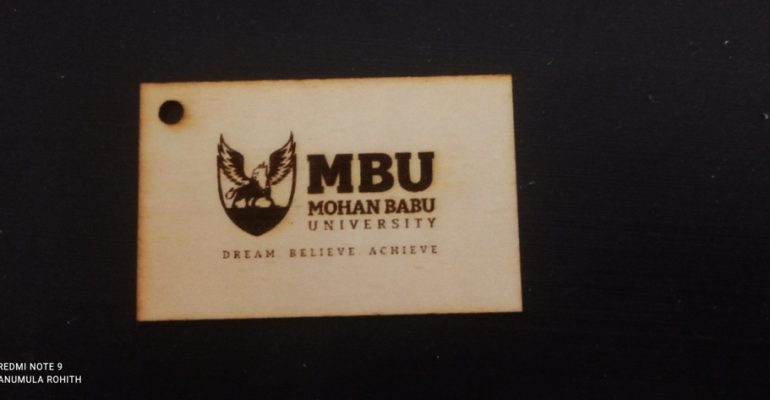 MBU
MOHAN BABU
UNIVERSITY
DREAM. BELIEVE. ACHIEVE
REDMI NOTE 9
ANUMULA ROHITH